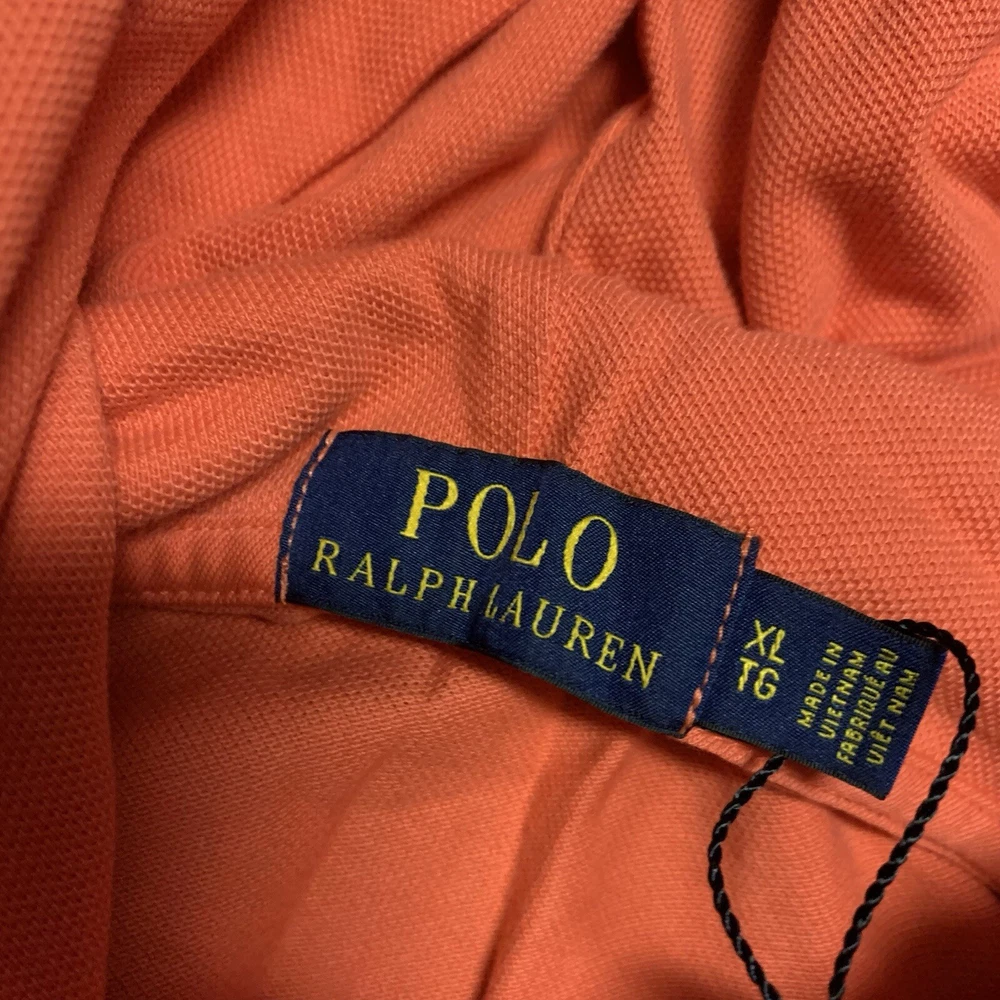 POLO
RALPH LAUREN
XL
TG
MADE IN
VIETNAM
FABRIQUÉ AU
VIÊT NAM